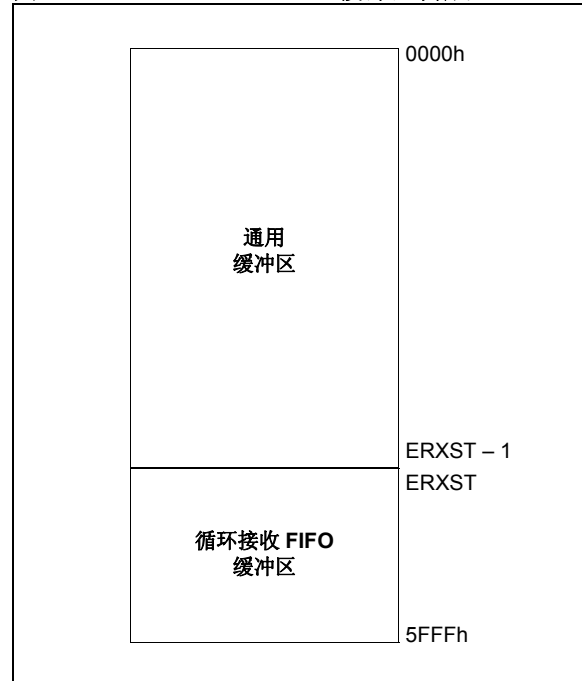 0000h
通用
缓冲区
ERXST – 1
ERXST
循环接收 FIFO
缓冲区
5FFFh